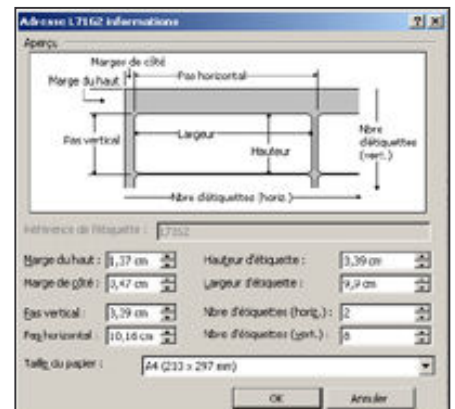 Adresse L7162 informations
Aperçu
Marges de côté
Marge du haut
Pas horizontal
Pas vertical
Largeur
Hauteur
Nbre
d'étiquettes
(vert.)
Nbre d'étiquettes (horiz.)
Référence de l'étiquette : L7162
Marge du haut : 1,37 cm Hauteur d'étiquette : 3,39 cm
Marge de côté : 0,47 cm Largeur d'étiquette : 9,9 cm
Pas vertical : 3,39 cm Nbre d'étiquettes (horiz.) : 2
Pas horizontal : 10,16 cm Nbre d'étiquettes (vert.) : 8
Taille du papier : A4 (210 x 297 mm)
OK Annuler